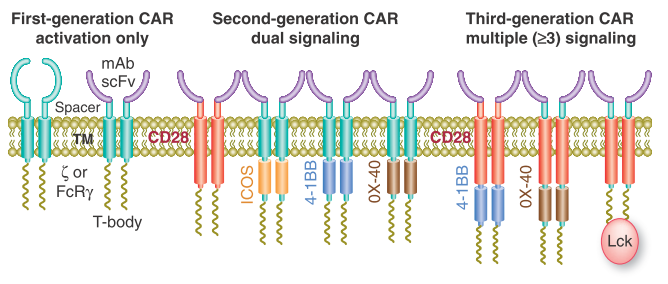 First-generation CAR
activation only
Second-generation CAR
dual signaling
Third-generation CAR
multiple (≥3) signaling
mAb
scFv
Spacer
TM
CD28
CD28
ζ or
FcRγ
T-body
ICOS
4-1BB
0X-40
4-1BB
0X-40
Lck